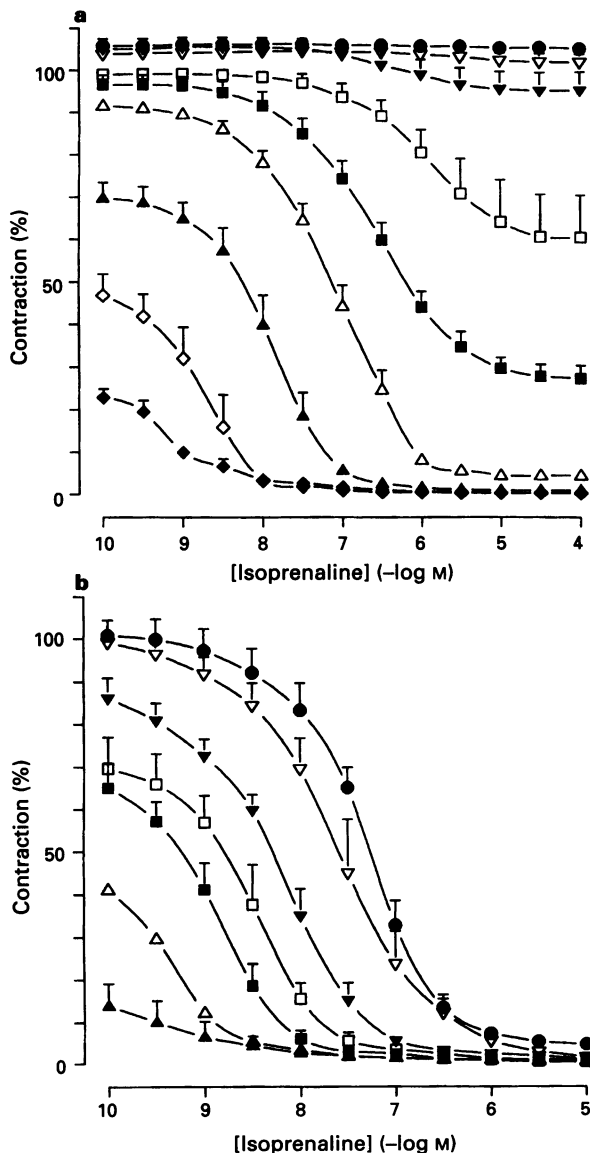 a
100
50
0
Contraction (%)
10 9 8 7 6 5 4
[Isoprenaline] (–log M)
b
100
50
0
Contraction (%)
10 9 8 7 6 5
[Isoprenaline] (–log M)